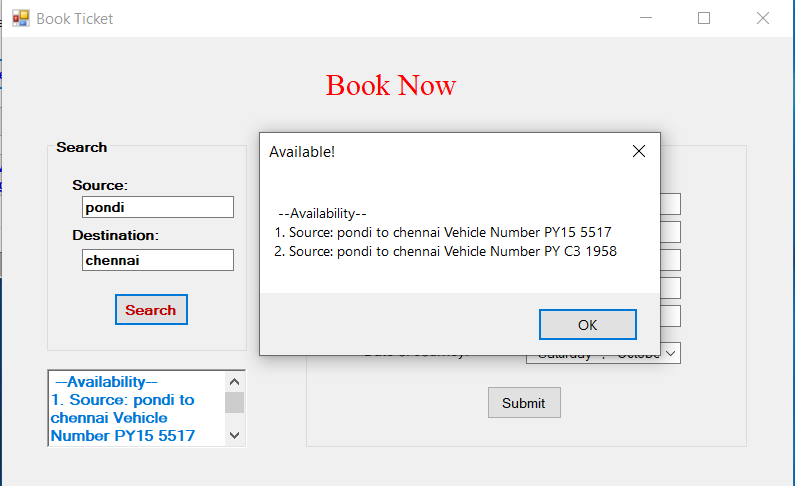 Book Ticket
Book Now
Search
Source:
pondi
Destination:
chennai
Search
--Availability--
1. Source: pondi to
chennai Vehicle
Number PY15 5517
Available!
--Availability--
1. Source: pondi to chennai Vehicle Number PY15 5517
2. Source: pondi to chennai Vehicle Number PY C3 1958
OK
Saturday , Octobe
Submit